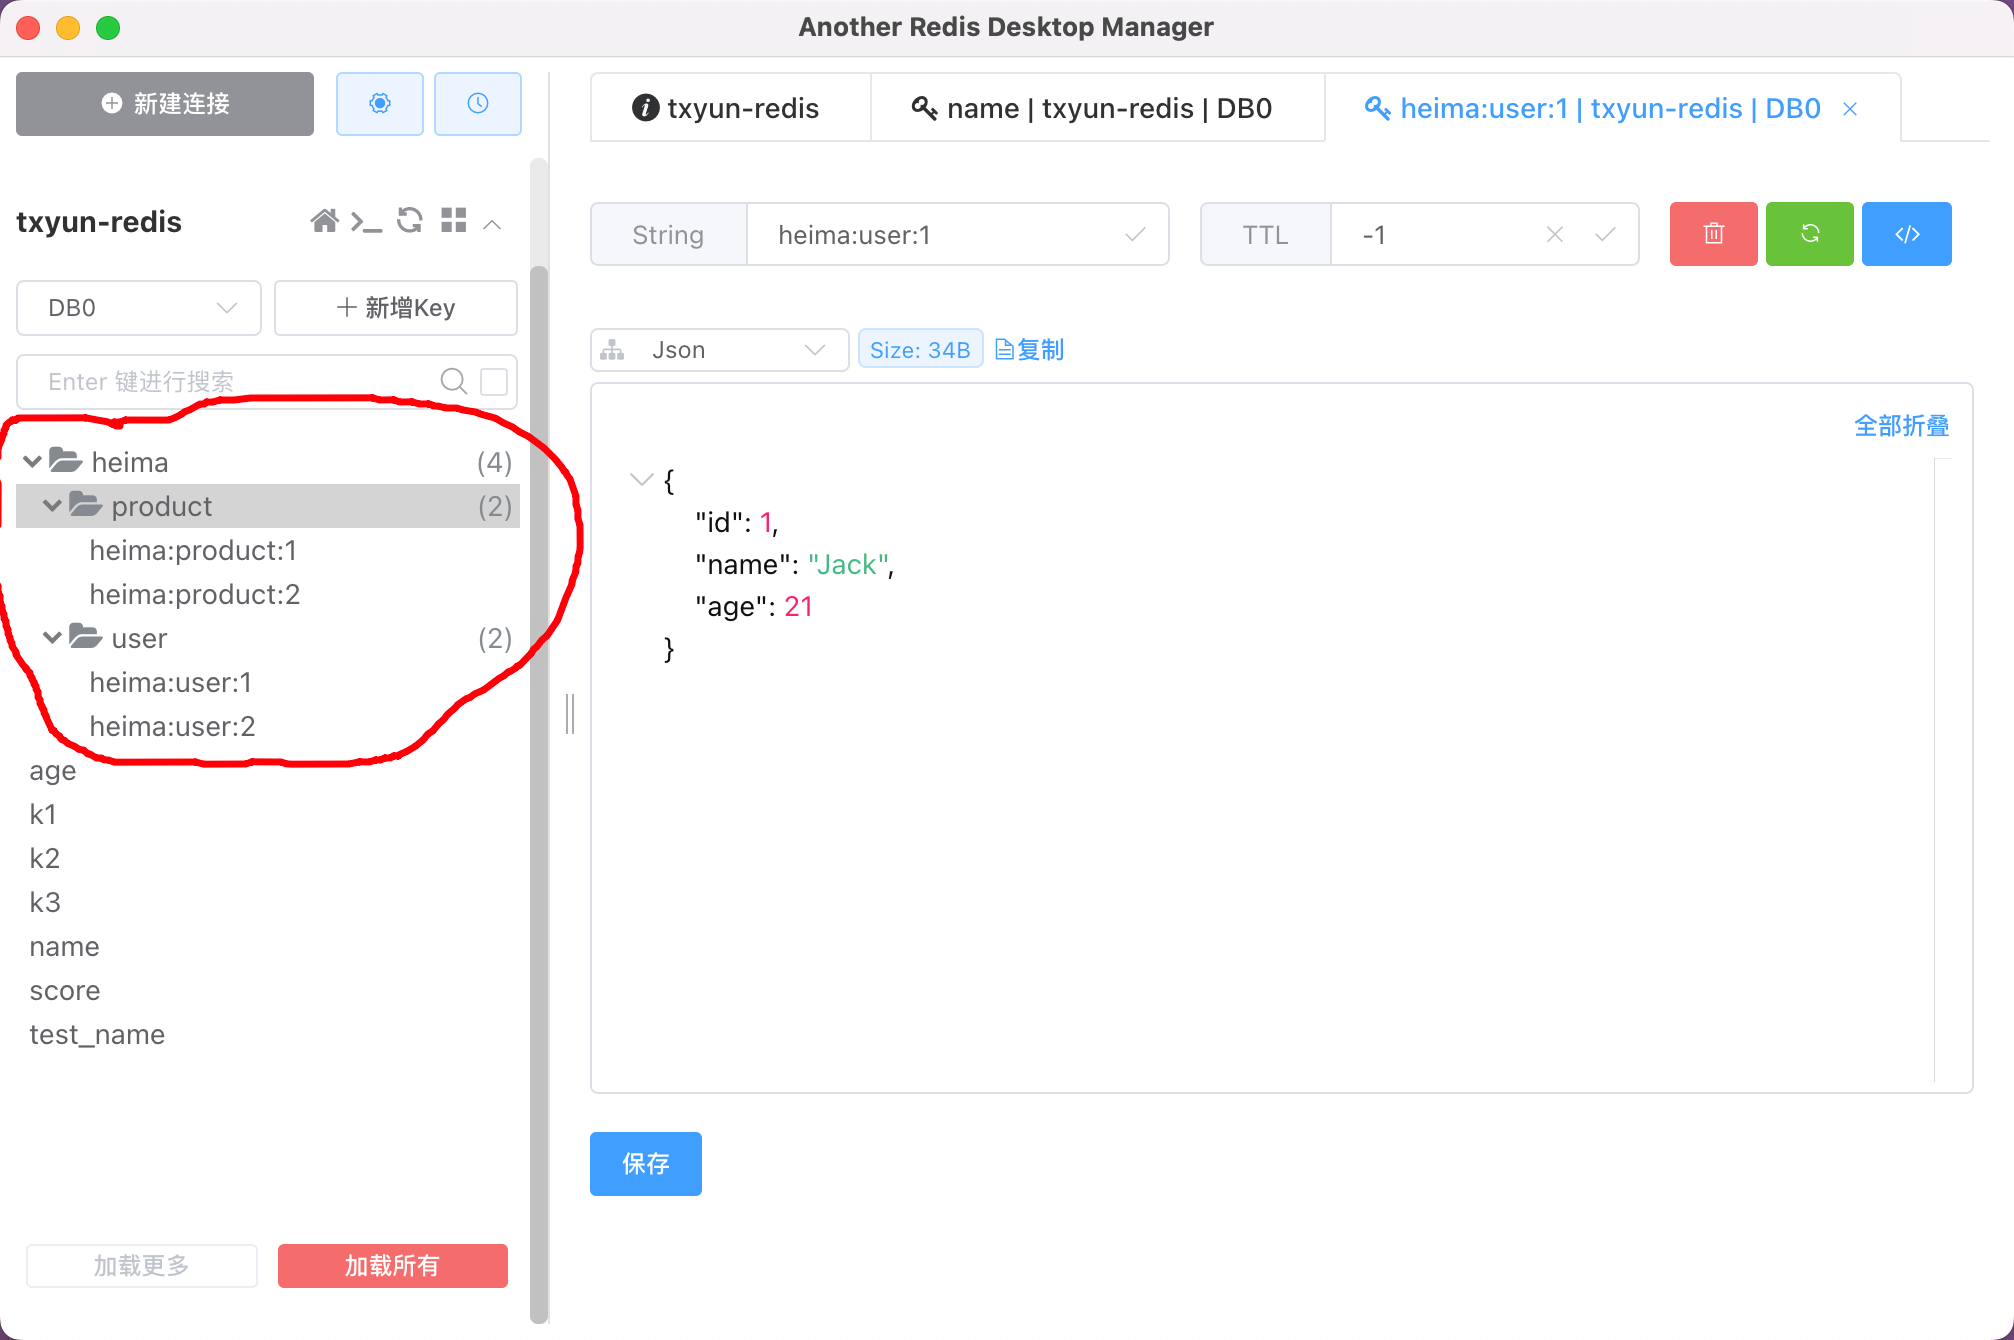 Another Redis Desktop Manager
新建连接
txyun-redis
DB0
新增Key
Enter 键进行搜索
heima (4)
product (2)
heima:product:1
heima:product:2
user (2)
heima:user:1
heima:user:2
age
k1
k2
k3
name
score
test_name
加载更多 加载所有
txyun-redis
name | txyun-redis | DB0
heima:user:1 | txyun-redis | DB0
String heima:user:1
TTL -1
Json Size: 34B 复制
全部折叠
{
"id": 1,
"name": "Jack",
"age": 21
}
保存